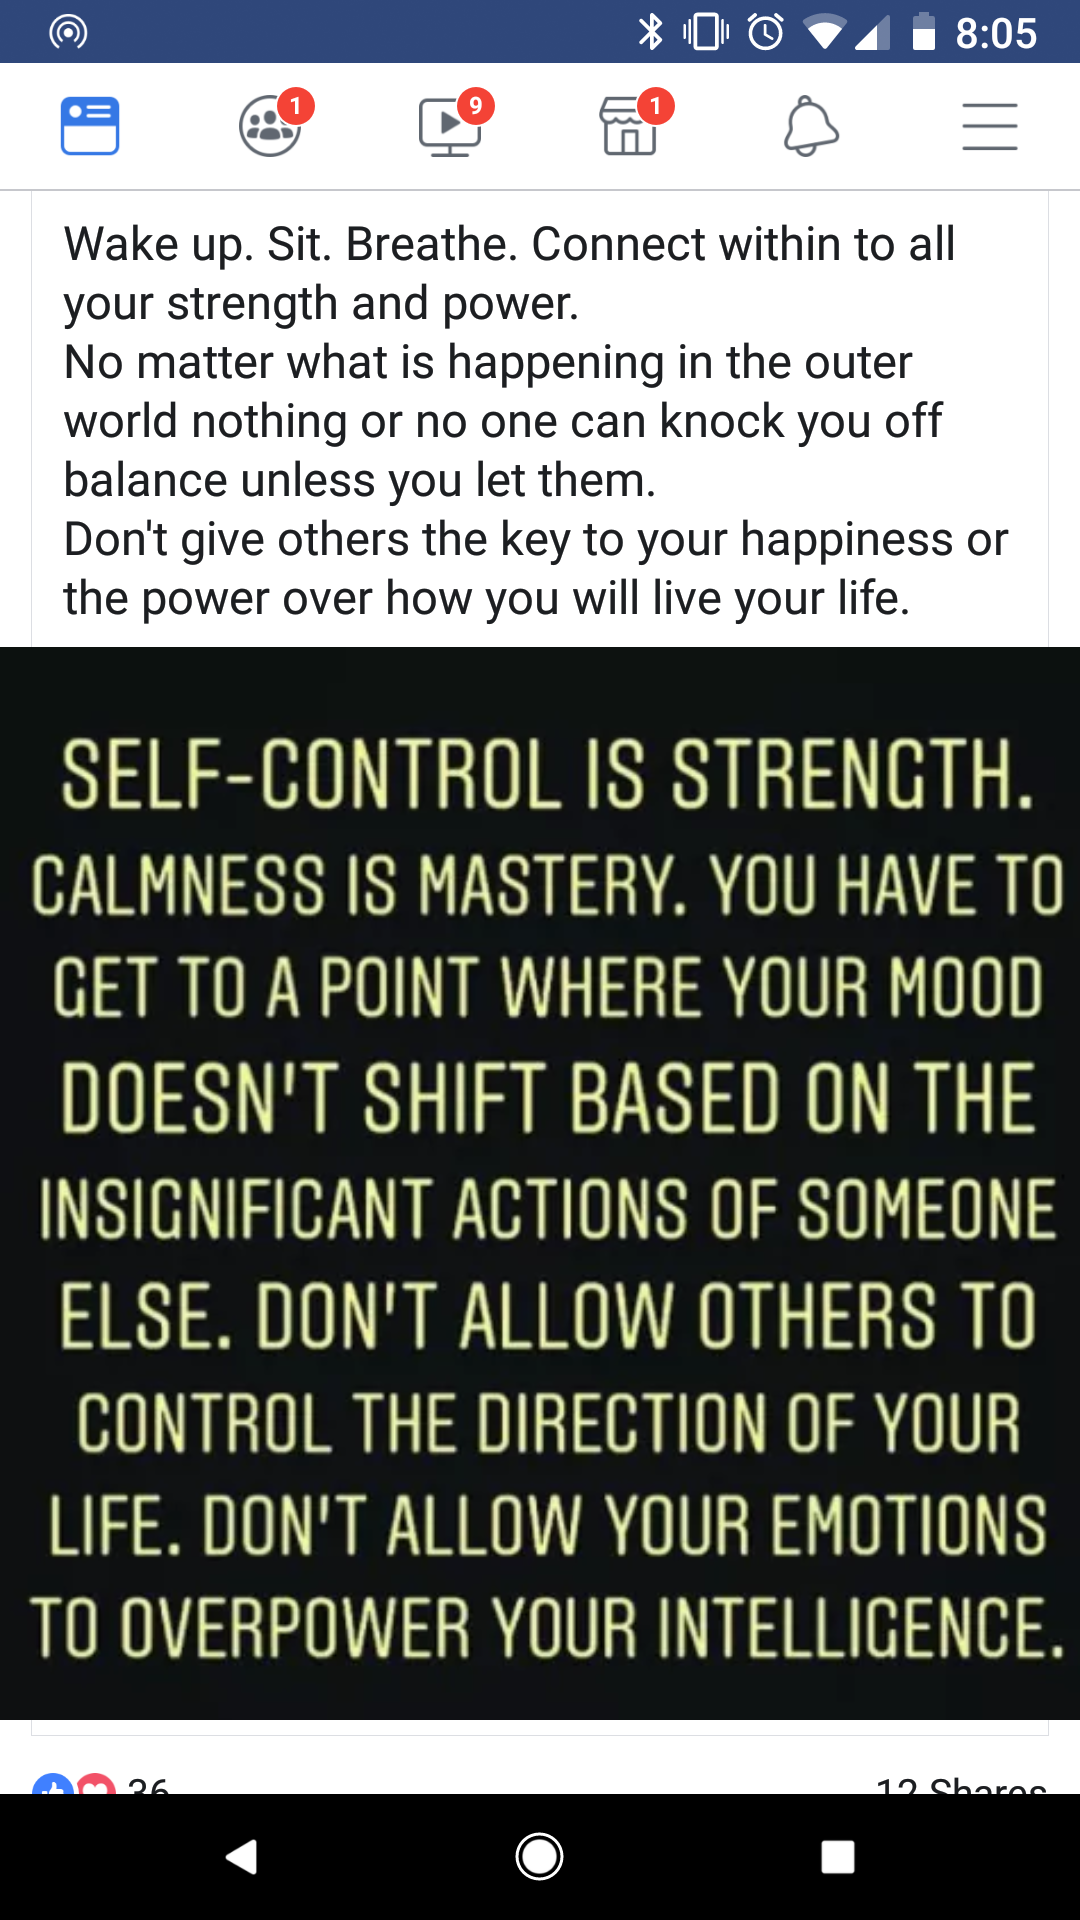 8:05
1 9 1
Wake up. Sit. Breathe. Connect within to all
your strength and power.
No matter what is happening in the outer
world nothing or no one can knock you off
balance unless you let them.
Don't give others the key to your happiness or
the power over how you will live your life.
SELF-CONTROL IS STRENGTH.
CALMNESS IS MASTERY. YOU HAVE TO
GET TO A POINT WHERE YOUR MOOD
DOESN'T SHIFT BASED ON THE
INSIGNIFICANT ACTIONS OF SOMEONE
ELSE. DON'T ALLOW OTHERS TO
CONTROL THE DIRECTION OF YOUR
LIFE. DON'T ALLOW YOUR EMOTIONS
TO OVERPOWER YOUR INTELLIGENCE.
36 12 Shares